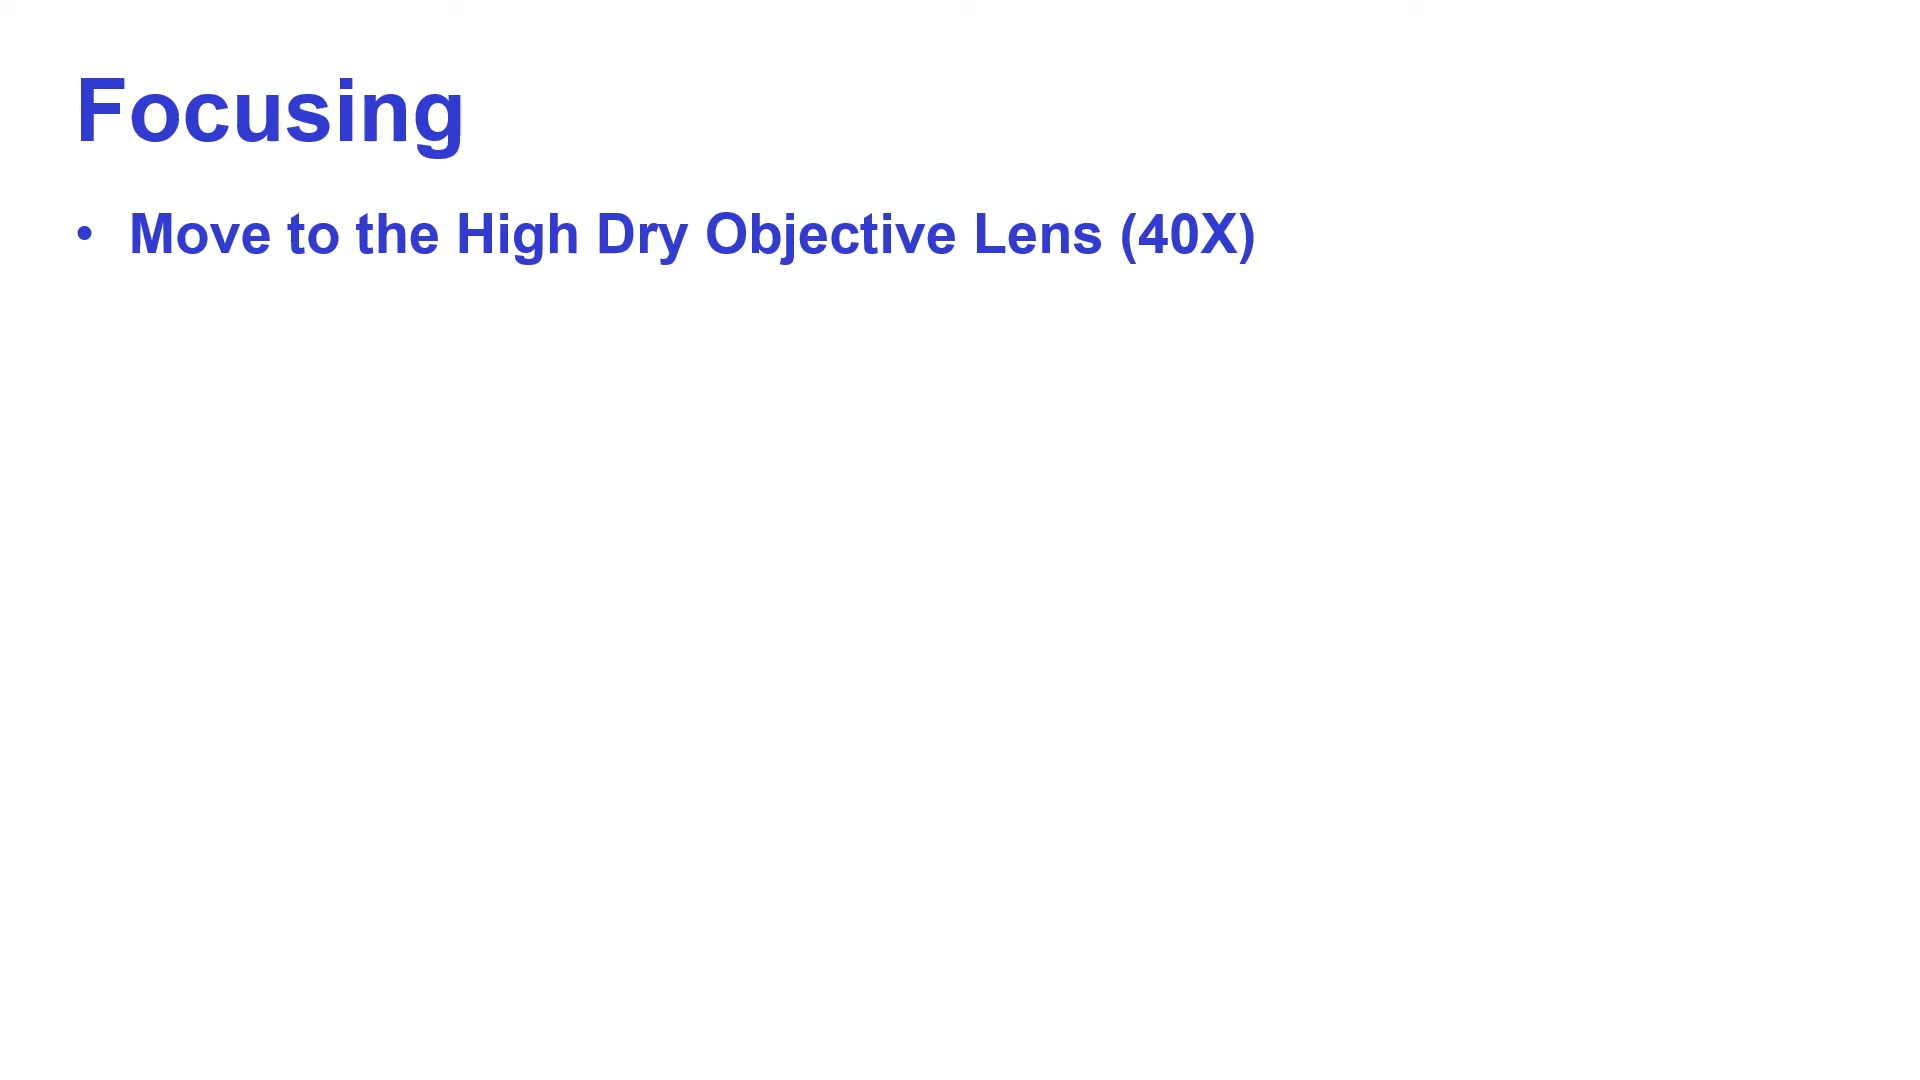 Focusing
• Move to the High Dry Objective Lens (40X)